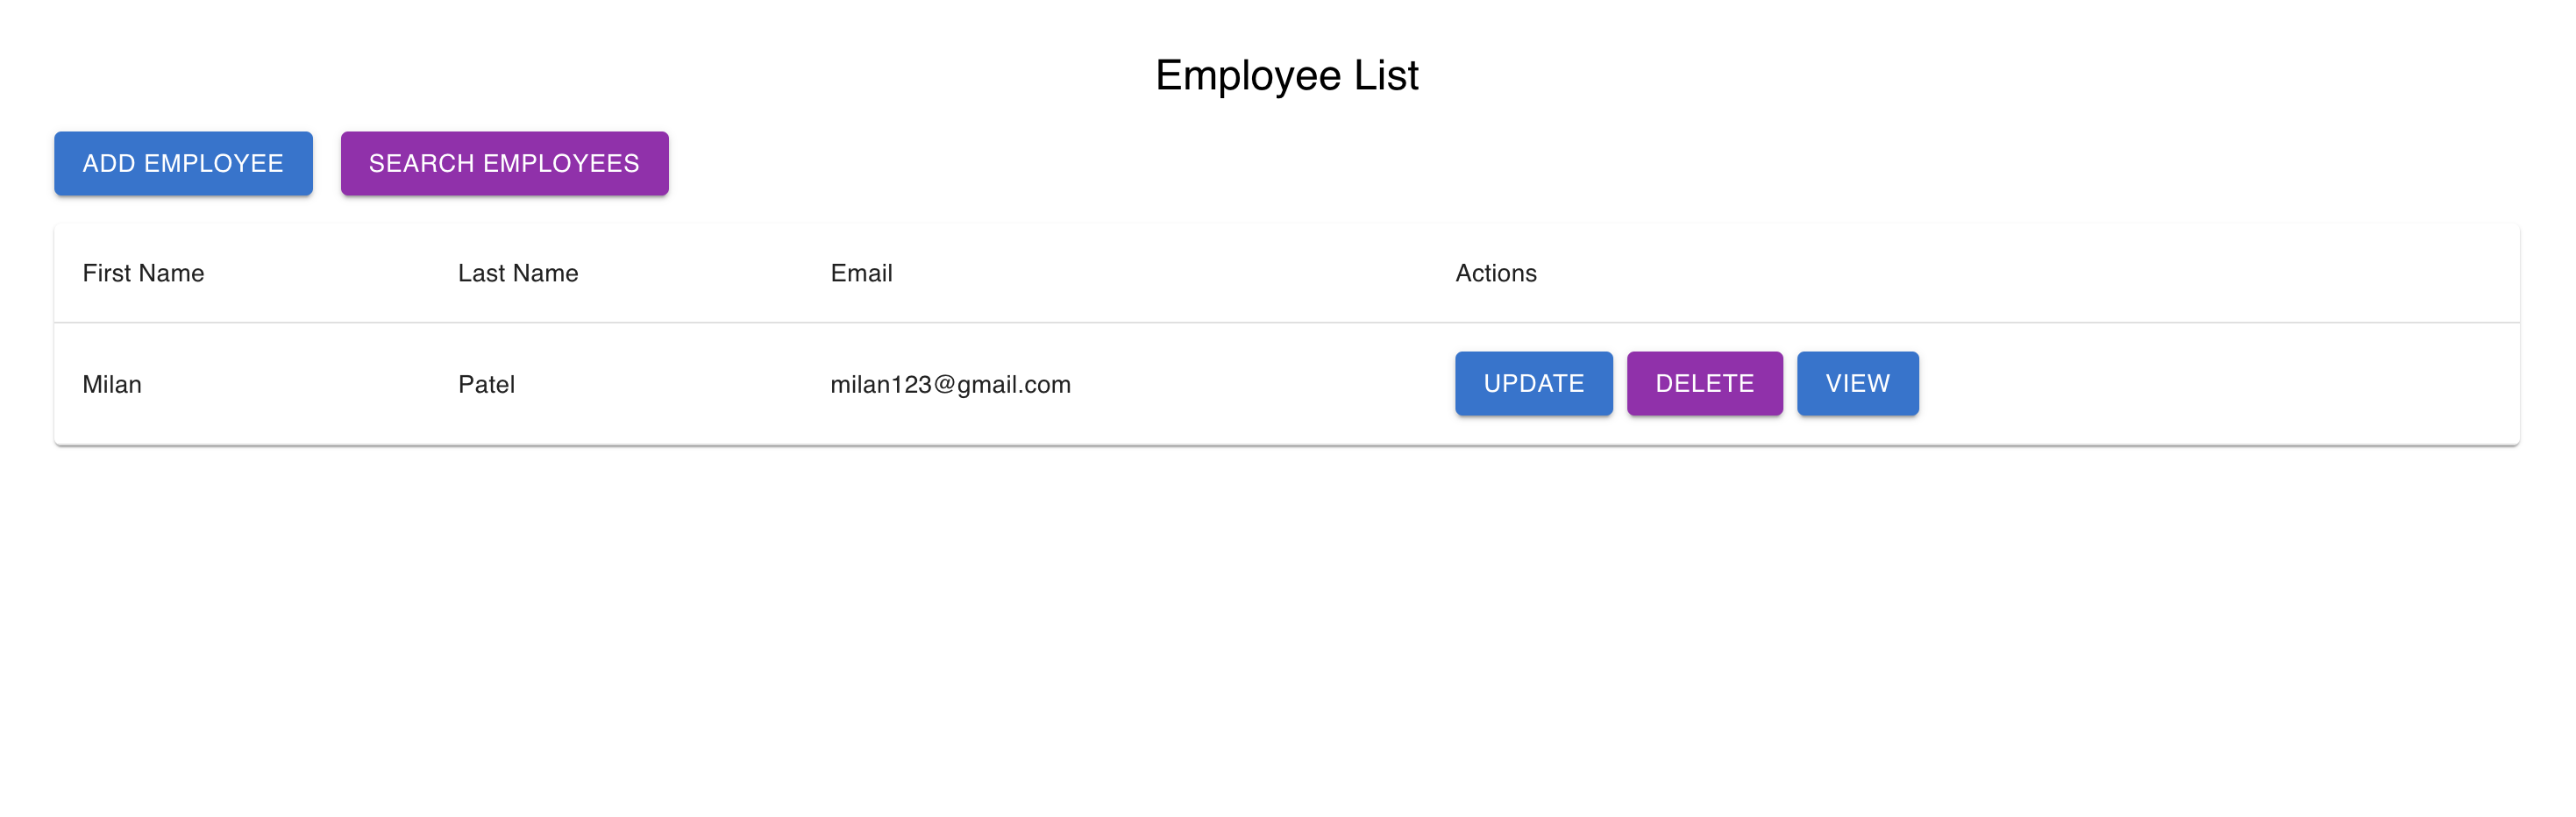 Employee List
ADD EMPLOYEE SEARCH EMPLOYEES
First Name Last Name Email Actions
Milan Patel milan123@gmail.com UPDATE DELETE VIEW